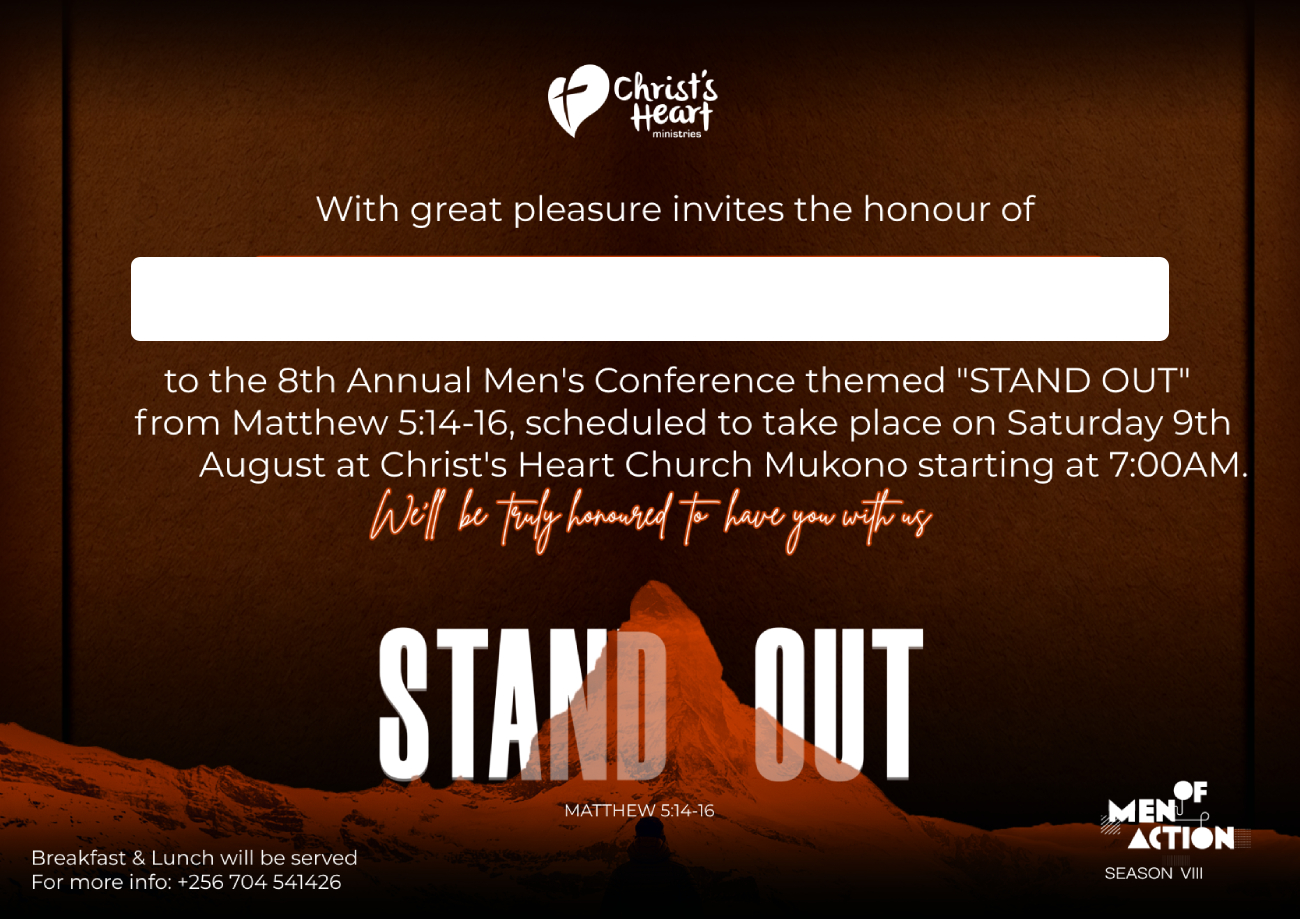 Christ's
Heart
ministries
With great pleasure invites the honour of
to the 8th Annual Men's Conference themed "STAND OUT"
from Matthew 5:14-16, scheduled to take place on Saturday 9th
August at Christ's Heart Church Mukono starting at 7:00AM.
We'll be truly honoured to have you with us
STAND OUT
MATTHEW 5:14-16
Breakfast & Lunch will be served
For more info: +256 704 541426
MEN OF
ACTION
SEASON VIII